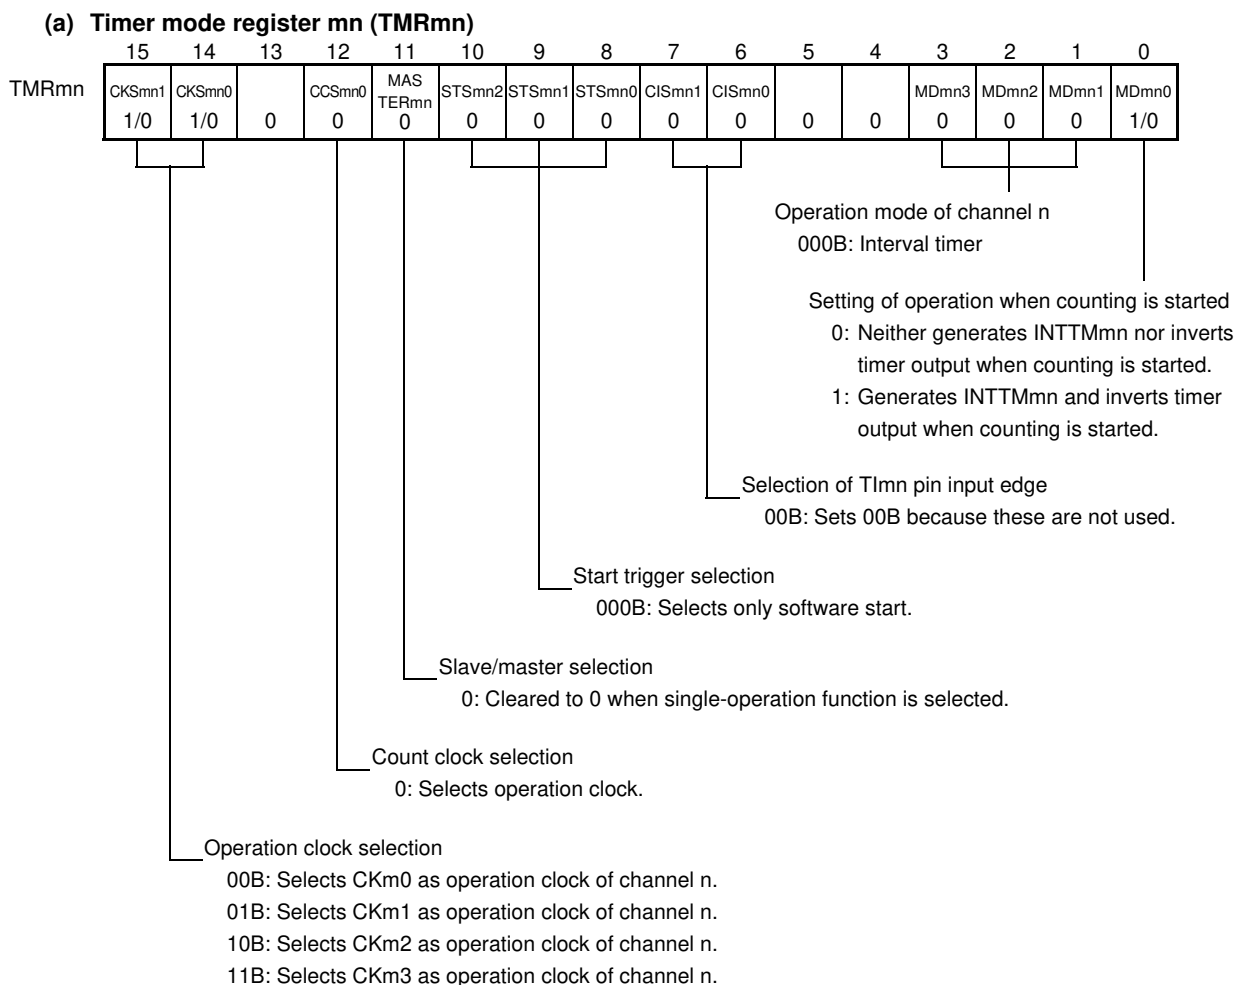 (a) Timer mode register mn (TMRmn)
15 14 13 12 11 10 9 8 7 6 5 4 3 2 1 0
TMRmn CKSmn1 CKSmn0 CCSmn0 MAS TERmn STSmn2 STSmn1 STSmn0 CISmn1 CISmn0 MDmn3 MDmn2 MDmn1 MDmn0
1/0 1/0 0 0 0 0 0 0 0 0 0 0 0 0 0 1/0
Operation mode of channel n
000B: Interval timer
Setting of operation when counting is started
0: Neither generates INTTMmn nor inverts
timer output when counting is started.
1: Generates INTTMmn and inverts timer
output when counting is started.
Selection of TImn pin input edge
00B: Sets 00B because these are not used.
Start trigger selection
000B: Selects only software start.
Slave/master selection
0: Cleared to 0 when single-operation function is selected.
Count clock selection
0: Selects operation clock.
Operation clock selection
00B: Selects CKm0 as operation clock of channel n.
01B: Selects CKm1 as operation clock of channel n.
10B: Selects CKm2 as operation clock of channel n.
11B: Selects CKm3 as operation clock of channel n.